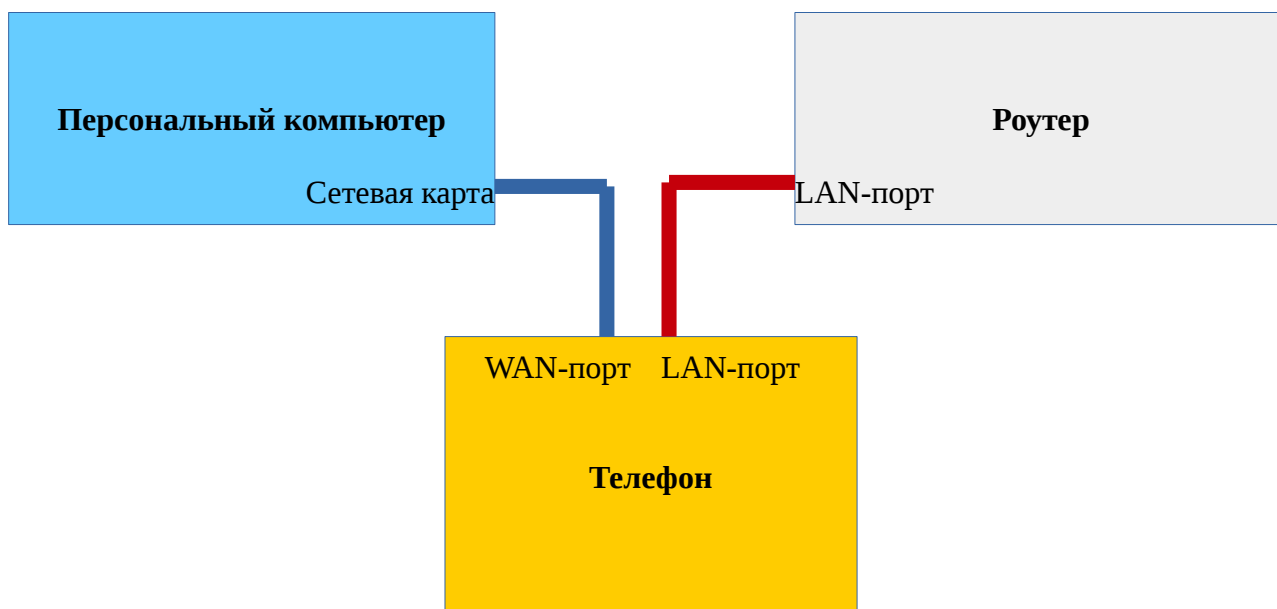 Персональный компьютер
Сетевая карта
Роутер
LAN-порт
WAN-порт LAN-порт
Телефон